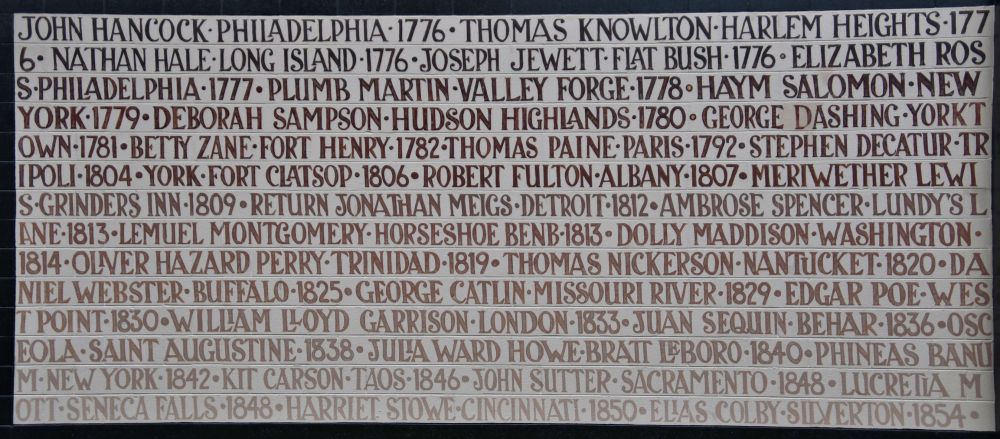 JOHN HANCOCK·PHILADELPHIA·1776·THOMAS KNOWLTON·HARLEM HEIGHTS·177
6·NATHAN HALE·LONG ISLAND·1776·JOSEPH JEWETT·FLAT BUSH·1776·ELIZABETH ROS
S·PHILADELPHIA·1777·PLUMB MARTIN·VALLEY FORGE·1778·HAYM SALOMON·NEW
YORK·1779·DEBORAH SAMPSON·HUDSON HIGHLANDS·1780·GEORGE DASHING·YORKT
OWN·1781·BETTY ZANE·FORT HENRY·1782·THOMAS PAINE·PARIS·1792·STEPHEN DECATUR·TR
IPOLI·1804·YORK·FORT CLATSOP·1806·ROBERT FULTON·ALBANY·1807·MERIWETHER LEWI
S·GRINDERS INN·1809·RETURN JONATHAN MEIGS·DETROIT·1812·AMBROSE SPENCER·LUNDY'S L
ANE·1813·LEMUEL MONTGOMERY·HORSESHOE BENB·1813·DOLLY MADDISON·WASHINGTON·
1814·OLIVER HAZARD PERRY·TRINIDAD·1819·THOMAS NICKERSON·NANTUCKET·1820·DA
NIEL WEBSTER·BUFFALO·1825·GEORGE CATLIN·MISSOURI RIVER·1829·EDGAR POE·WES
T POINT·1830·WILLIAM LLOYD GARRISON·LONDON·1833·JUAN SEQUIN·BEHAR·1836·OSC
EOLA·SAINT AUGUSTINE·1838·JULIA WARD HOWE·BRATT LEBORO·1840·PHINEAS BANU
M·NEW YORK·1842·KIT CARSON·TAOS·1846·JOHN SUTTER·SACRAMENTO·1848·LUCRETIA M
OTT·SENECA FALLS·1848·HARRIET STOWE·CINCINNATI·1850·ELIAS COLBY·SILVERTON·1854·